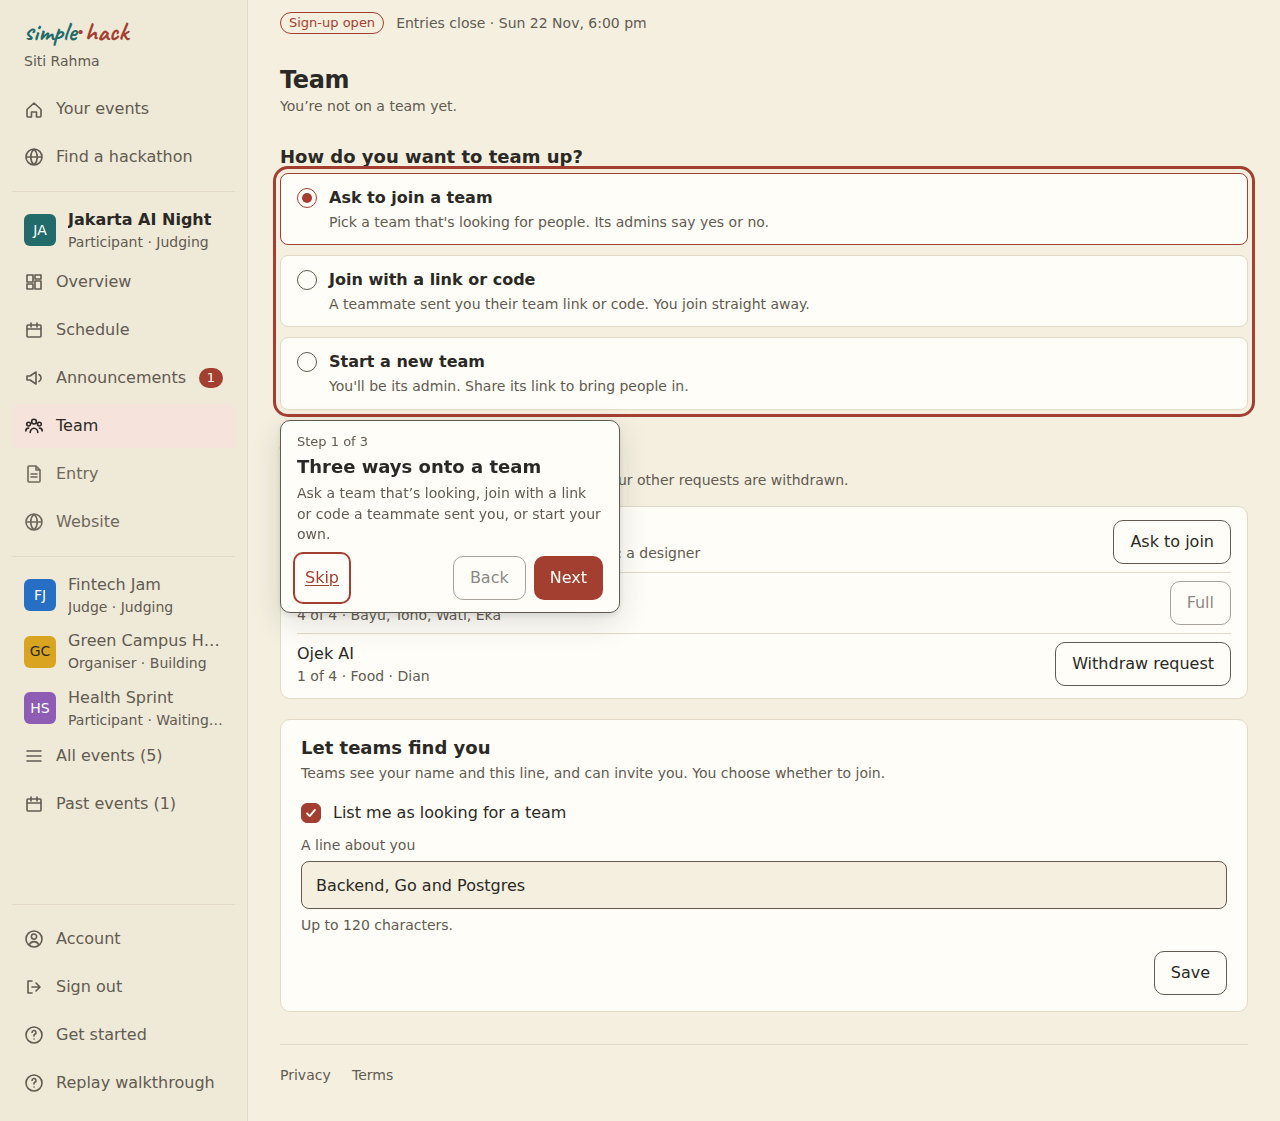 simple·hack
Siti Rahma
Your events
Find a hackathon
JA
Jakarta AI Night
Participant · Judging
Overview
Schedule
Announcements 1
Team
Entry
Website
FJ
Fintech Jam
Judge · Judging
GC
Green Campus H…
Organiser · Building
HS
Health Sprint
Participant · Waiting…
All events (5)
Past events (1)
Account
Sign out
Get started
Replay walkthrough
Sign-up open
Entries close · Sun 22 Nov, 6:00 pm
Team
You’re not on a team yet.
How do you want to team up?
Ask to join a team
Pick a team that's looking for people. Its admins say yes or no.
Join with a link or code
A teammate sent you their team link or code. You join straight away.
Start a new team
You'll be its admin. Share its link to bring people in.
Step 1 of 3
Three ways onto a team
Ask a team that’s looking, join with a link
or code a teammate sent you, or start your
own.
Skip
Back
Next
other requests are withdrawn.
a designer
Ask to join
4 of 4 · Bayu, Yono, Wati, Eka
Full
Ojek AI
1 of 4 · Food · Dian
Withdraw request
Let teams find you
Teams see your name and this line, and can invite you. You choose whether to join.
List me as looking for a team
A line about you
Backend, Go and Postgres
Up to 120 characters.
Save
Privacy
Terms